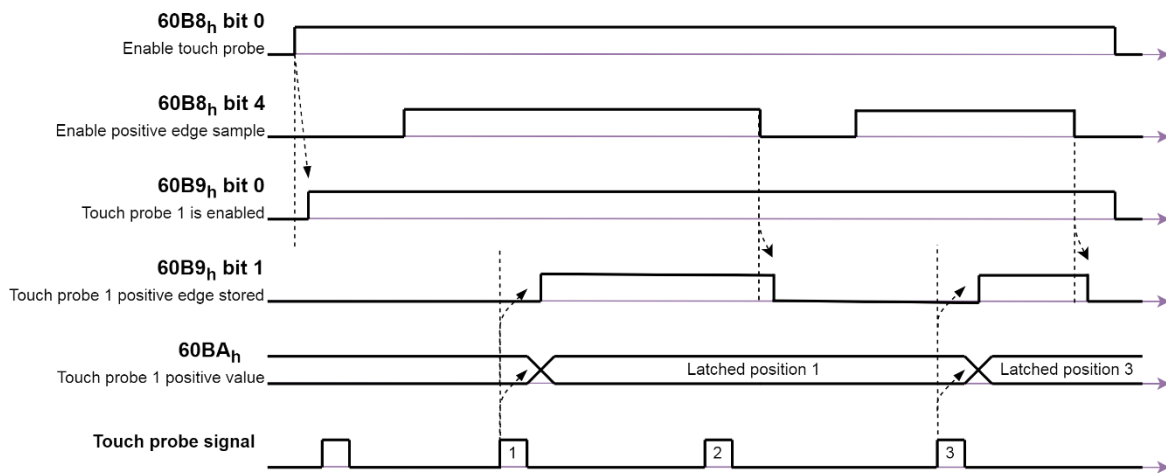 60B8h bit 0
Enable touch probe
60B8h bit 4
Enable positive edge sample
60B9h bit 0
Touch probe 1 is enabled
60B9h bit 1
Touch probe 1 positive edge stored
60BAh
Touch probe 1 positive value
Latched position 1
Latched position 3
Touch probe signal
1
2
3